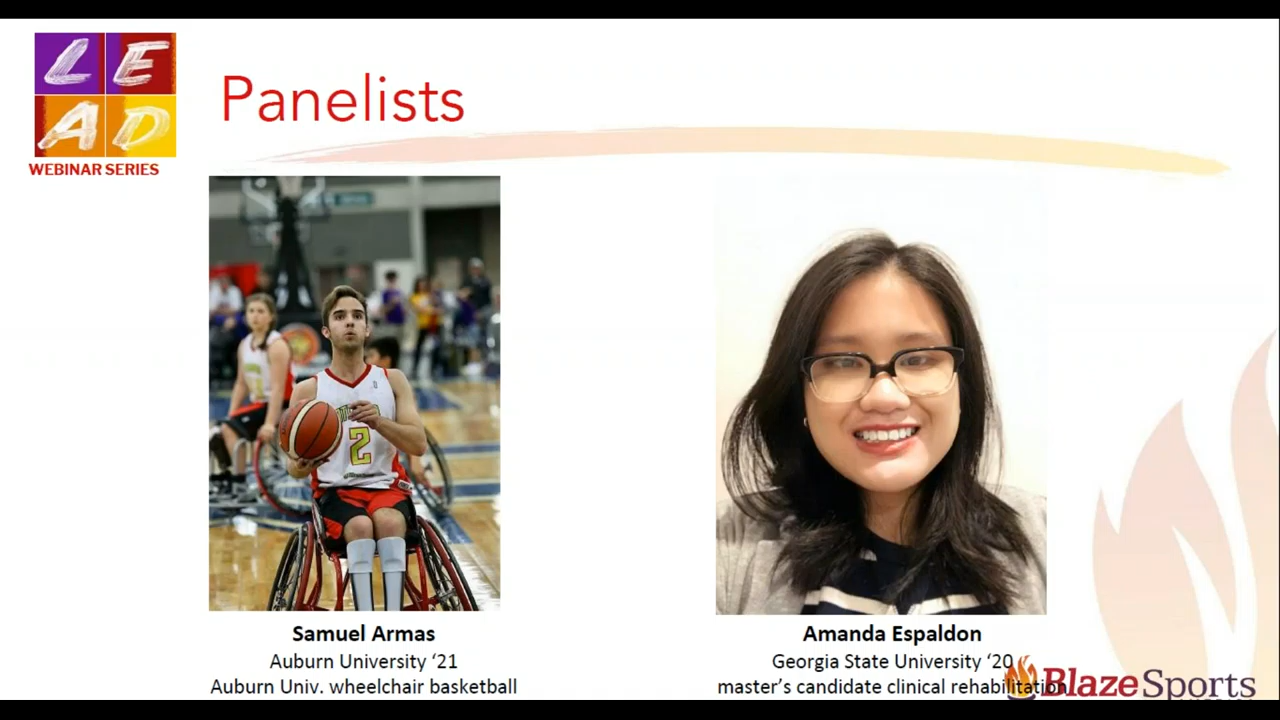 LE
AD
WEBINAR SERIES
Panelists
2
Samuel Armas
Auburn University ‘21
Auburn Univ. wheelchair basketball
Amanda Espaldon
Georgia State University ‘20
master’s candidate clinical rehabilitation
BlazeSports